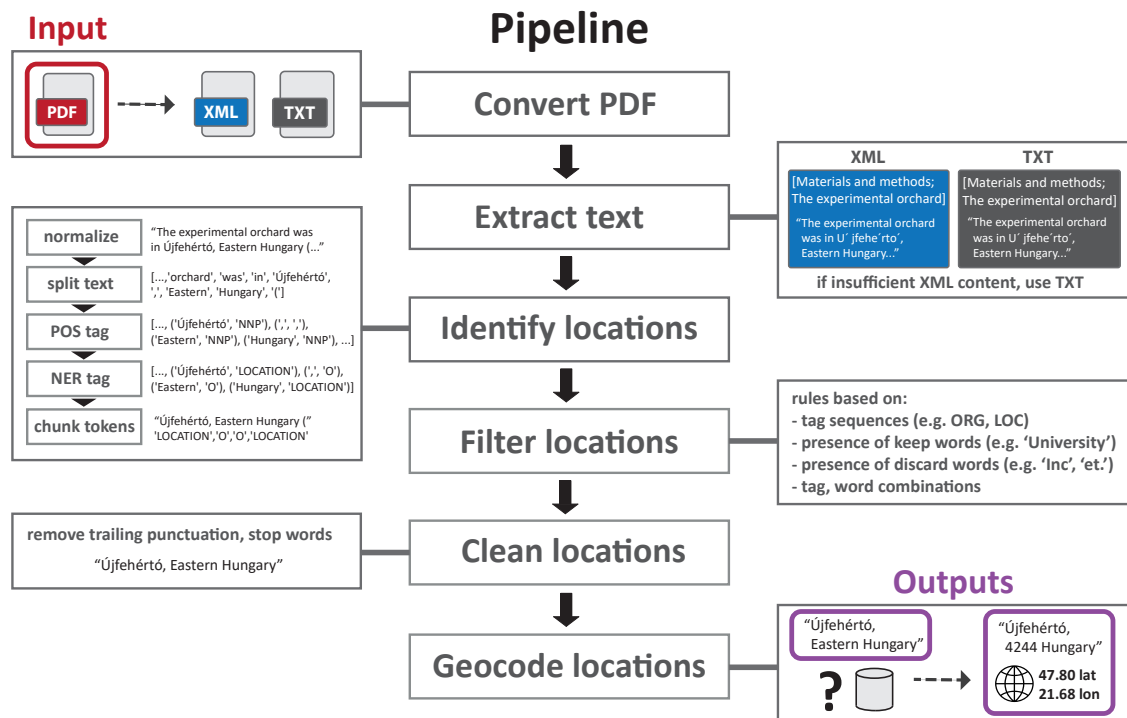 Input
Pipeline
PDF
XML
TXT
Convert PDF
Extract text
XML
TXT
[Materials and methods;
The experimental orchard]
“The experimental orchard
was in U´ jfehe´rto´,
Eastern Hungary...”
[Materials and methods;
The experimental orchard]
“The experimental orchard
was in U´ jfehe´rto´,
Eastern Hungary...”
if insufficient XML content, use TXT
normalize
“The experimental orchard was
in Újfehértó, Eastern Hungary (...”
split text
[...,'orchard', 'was', 'in', 'Újfehértó',
',', 'Eastern', 'Hungary', '(']
POS tag
[..., ('Újfehértó', 'NNP'), (',', ','),
('Eastern', 'NNP'), ('Hungary', 'NNP'), ...]
NER tag
[..., ('Újfehértó', 'LOCATION'), (',', 'O'),
('Eastern', 'O'), ('Hungary', 'LOCATION')]
chunk tokens
“Újfehértó, Eastern Hungary (”
'LOCATION','O','O','LOCATION'
Identify locations
Filter locations
rules based on:
- tag sequences (e.g. ORG, LOC)
- presence of keep words (e.g. ‘University’)
- presence of discard words (e.g. ‘Inc’, ‘et.’)
- tag, word combinations
remove trailing punctuation, stop words
“Újfehértó, Eastern Hungary”
Clean locations
Geocode locations
Outputs
“Újfehértó,
Eastern Hungary”
?
“Újfehértó,
4244 Hungary”
47.80 lat
21.68 lon